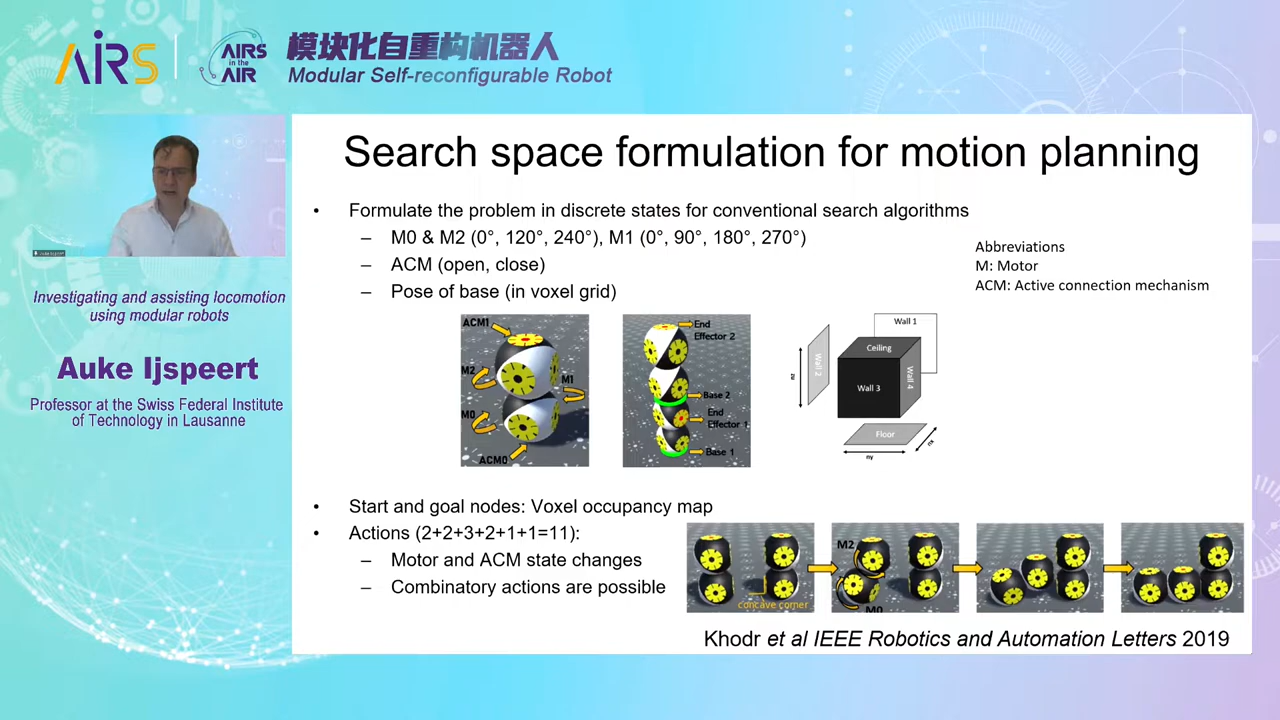 AIRS
AIRS
in the
AIR
模块化自重构机器人
Modular Self-reconfigurable Robot
Investigating and assisting locomotion
using modular robots
Auke Ijspeert
Professor at the Swiss Federal Institute
of Technology in Lausanne
Search space formulation for motion planning
• Formulate the problem in discrete states for conventional search algorithms
– M0 & M2 (0°, 120°, 240°), M1 (0°, 90°, 180°, 270°)
– ACM (open, close)
– Pose of base (in voxel grid)
Abbreviations
M: Motor
ACM: Active connection mechanism
ACM1
M2
M1
M0
ACM0
End
Effector 2
Base 2
End
Effector 1
Base 1
Wall 1
Ceiling
Wall 2
Wall 3
Wall 4
Floor
nz
ny
nx
• Start and goal nodes: Voxel occupancy map
• Actions (2+2+3+2+1+1=11):
– Motor and ACM state changes
– Combinatory actions are possible
concave corner
M2
M0
Khodr et al IEEE Robotics and Automation Letters 2019